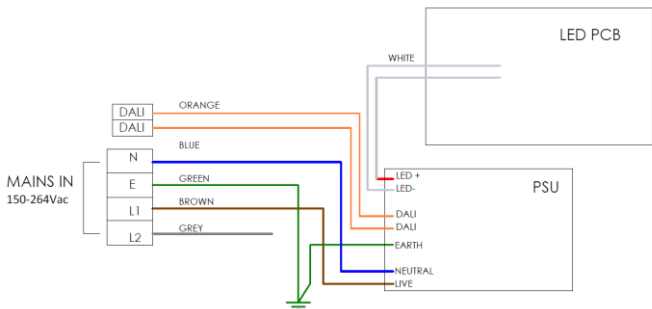 LED PCB
WHITE
DALI
ORANGE
DALI
BLUE
N
MAINS IN
150-264Vac
E
GREEN
L1
BROWN
L2
GREY
LED +
PSU
LED-
DALI
DALI
EARTH
NEUTRAL
LIVE